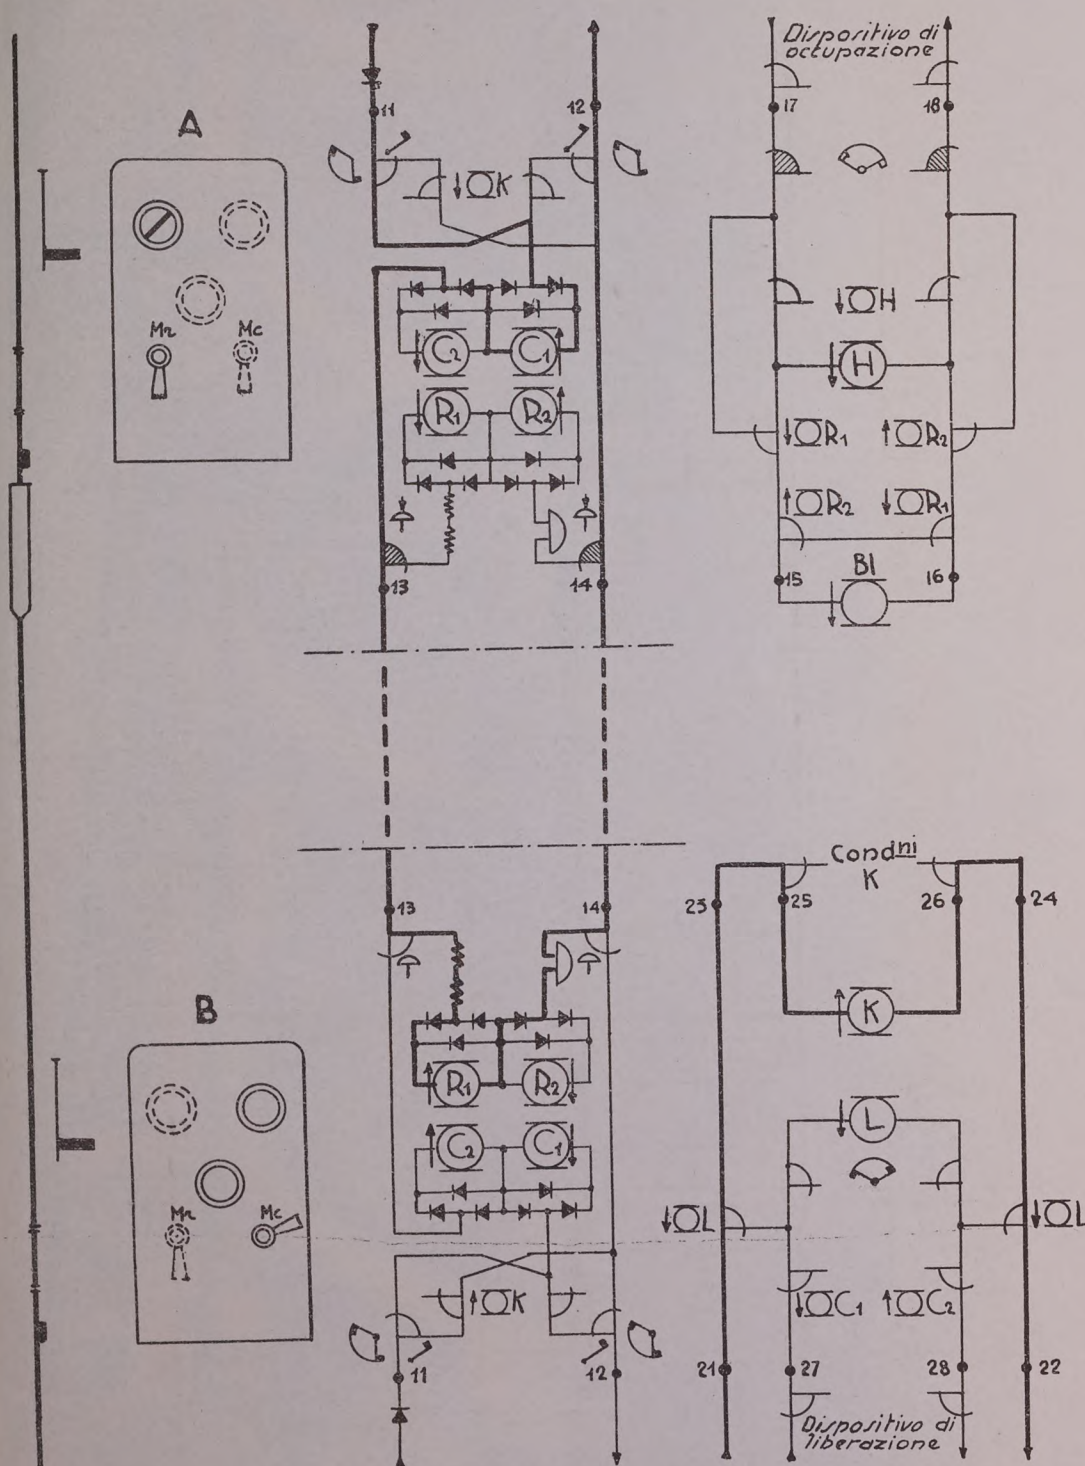 Dispositivo di
occupazione
11
12
17
18
A
K
H
Mr
Mc
C2
C1
H
R1
R2
R1
R2
R2
R1
Bl
13
14
15
16
Condni
K
13
14
23
25
26
24
B
K
R1
R2
L
C2
C1
Mr
Mc
L
L
K
C1
C2
11
12
21
27
28
22
Dispositivo di
liberazione